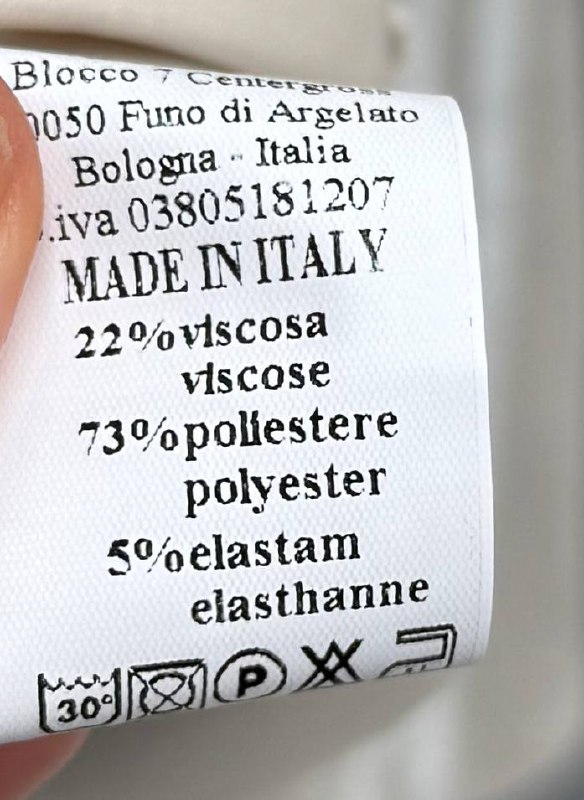 Blocco 7 Centergross
0050 Funo di Argelato
Bologna - Italia
.iva 03805181207
MADE IN ITALY
22% viscosa
viscose
73% poliestere
polyester
5% elastam
elasthanne
30° P